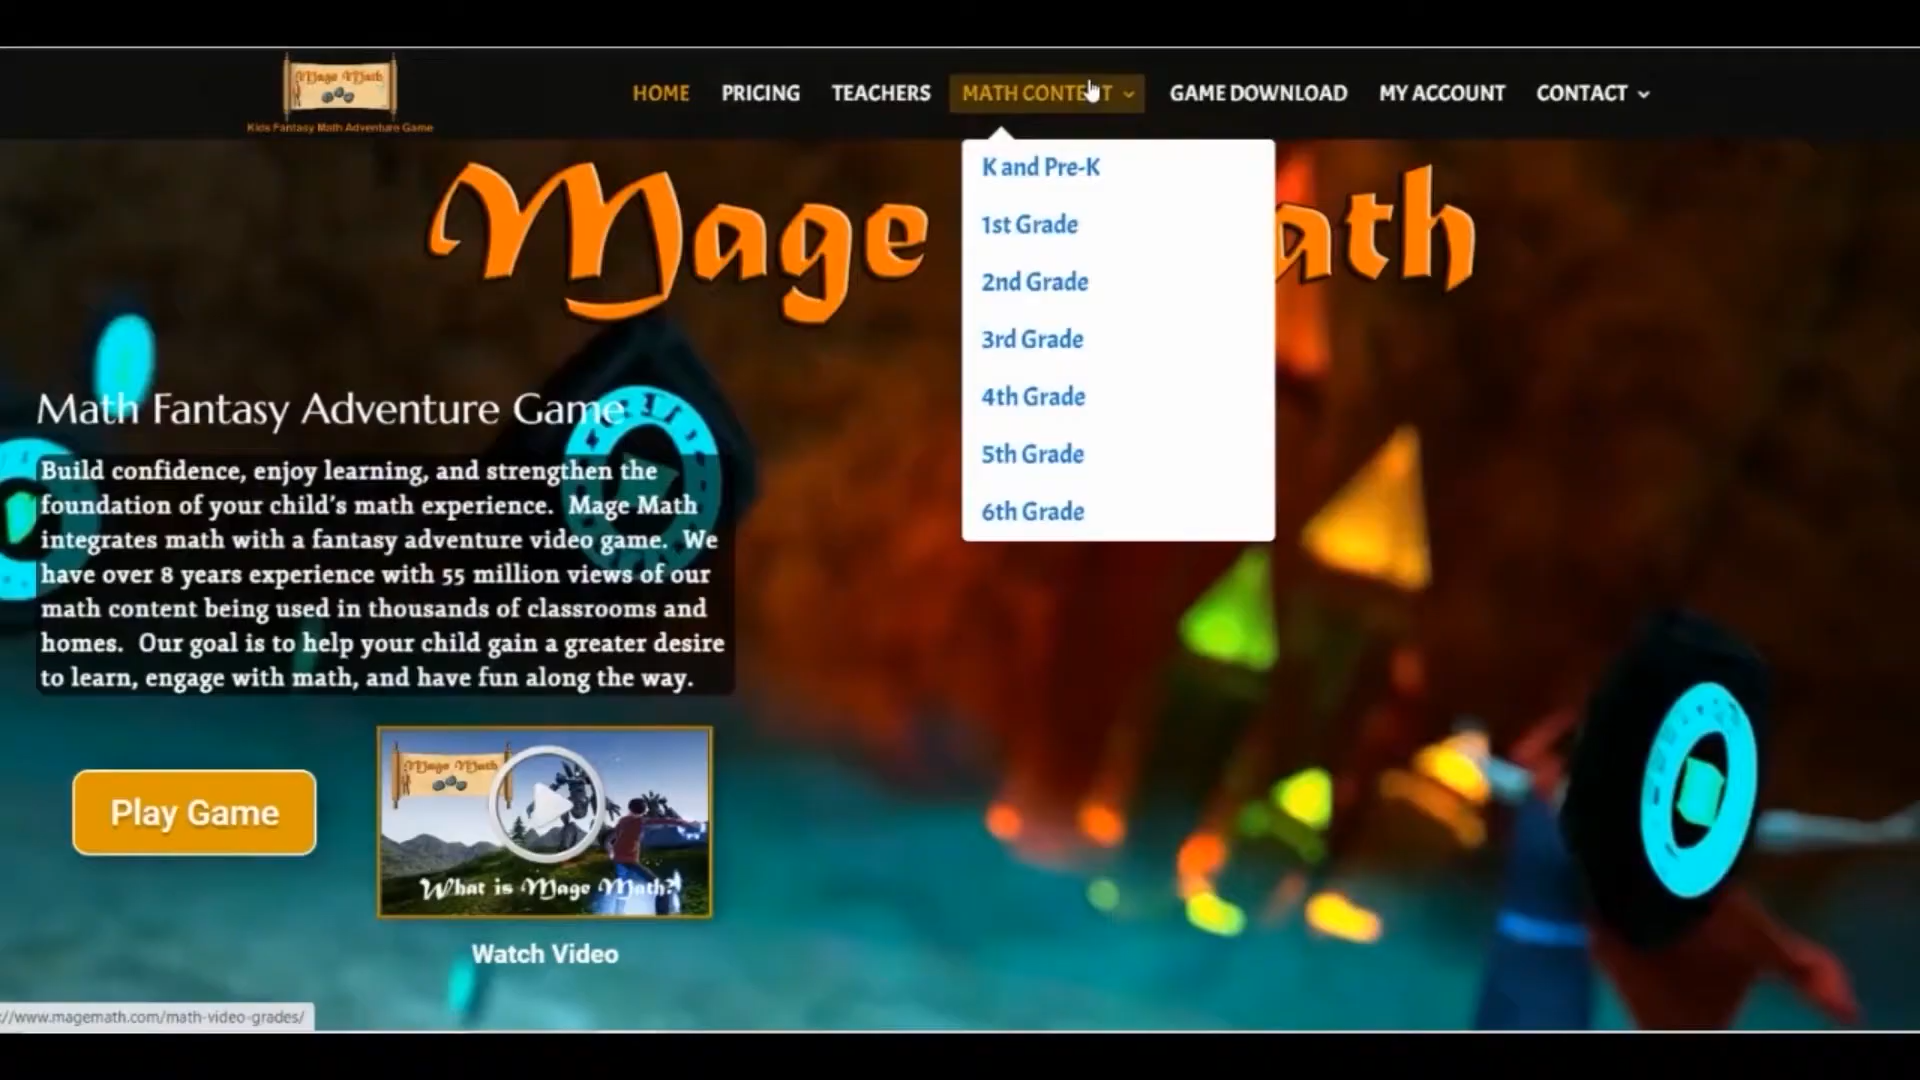 Mage Math
Kids Fantasy Math Adventure Game
HOME PRICING TEACHERS MATH CONTENT GAME DOWNLOAD MY ACCOUNT CONTACT
K and Pre-K
1st Grade
2nd Grade
3rd Grade
4th Grade
5th Grade
6th Grade
Mage ath
Math Fantasy Adventure Game
Build confidence, enjoy learning, and strengthen the
foundation of your child's math experience. Mage Math
integrates math with a fantasy adventure video game. We
have over 8 years experience with 55 million views of our
math content being used in thousands of classrooms and
homes. Our goal is to help your child gain a greater desire
to learn, engage with math, and have fun along the way.
Play Game
Mage Math
What is Mage Math?
Watch Video
://www.magemath.com/math-video-grades/